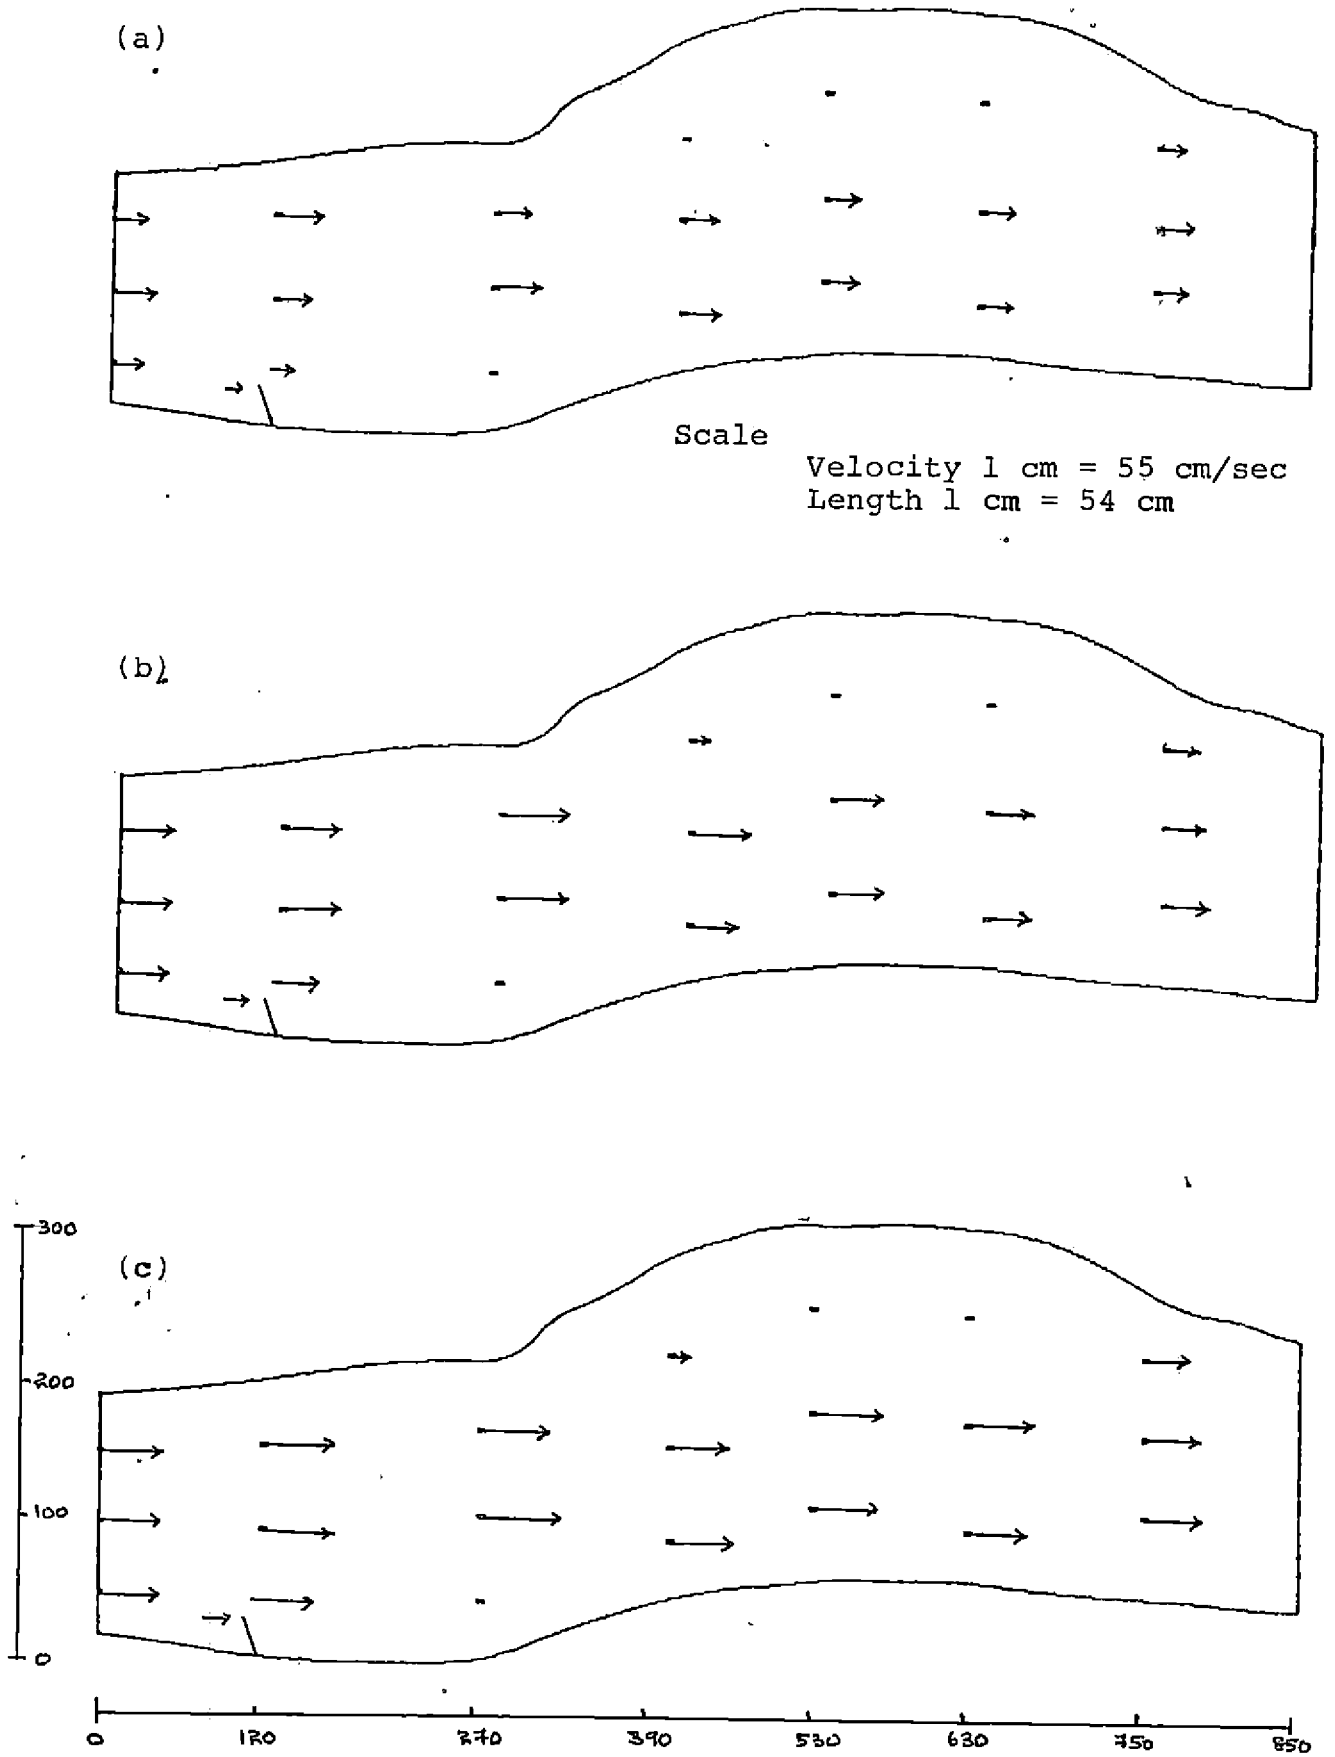 (a)
Scale
Velocity 1 cm = 55 cm/sec
Length 1 cm = 54 cm
(b)
300
(c)
200
100
0
0 120 270 390 530 630 750 850